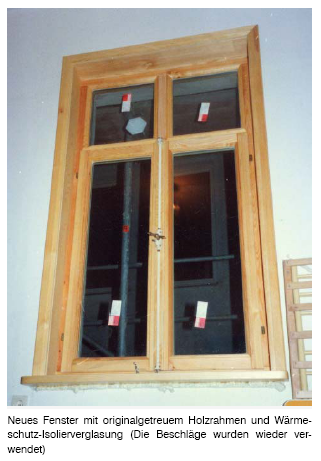 Neues Fenster mit originalgetreuem Holzrahmen und Wärme-
schutz-Isolierverglasung (Die Beschläge wurden wieder ver-
wendet)